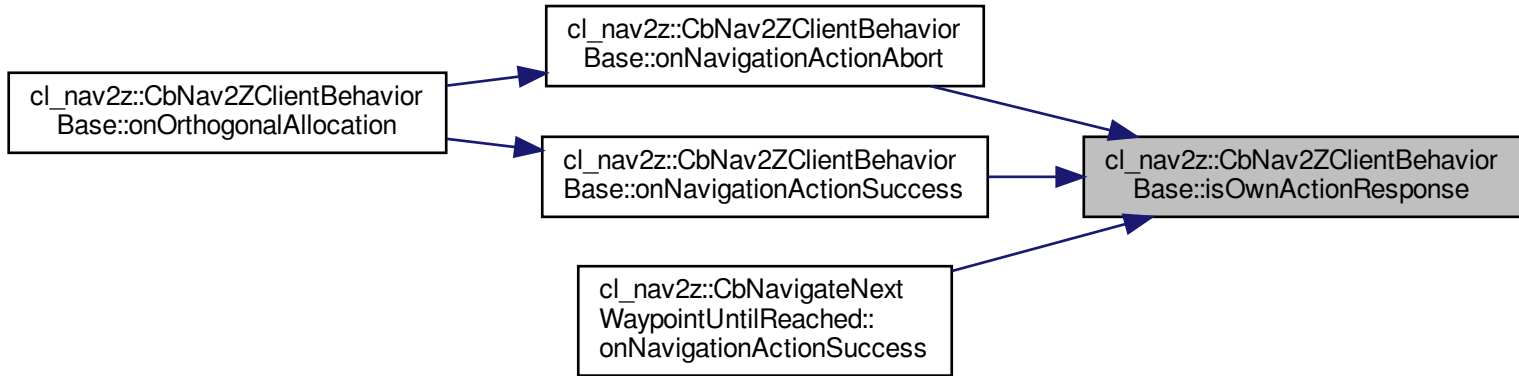 cl_nav2z::CbNav2ZClientBehavior
Base::onOrthogonalAllocation
cl_nav2z::CbNav2ZClientBehavior
Base::onNavigationActionAbort
cl_nav2z::CbNav2ZClientBehavior
Base::onNavigationActionSuccess
cl_nav2z::CbNavigateNext
WaypointUntilReached::
onNavigationActionSuccess
cl_nav2z::CbNav2ZClientBehavior
Base::isOwnActionResponse